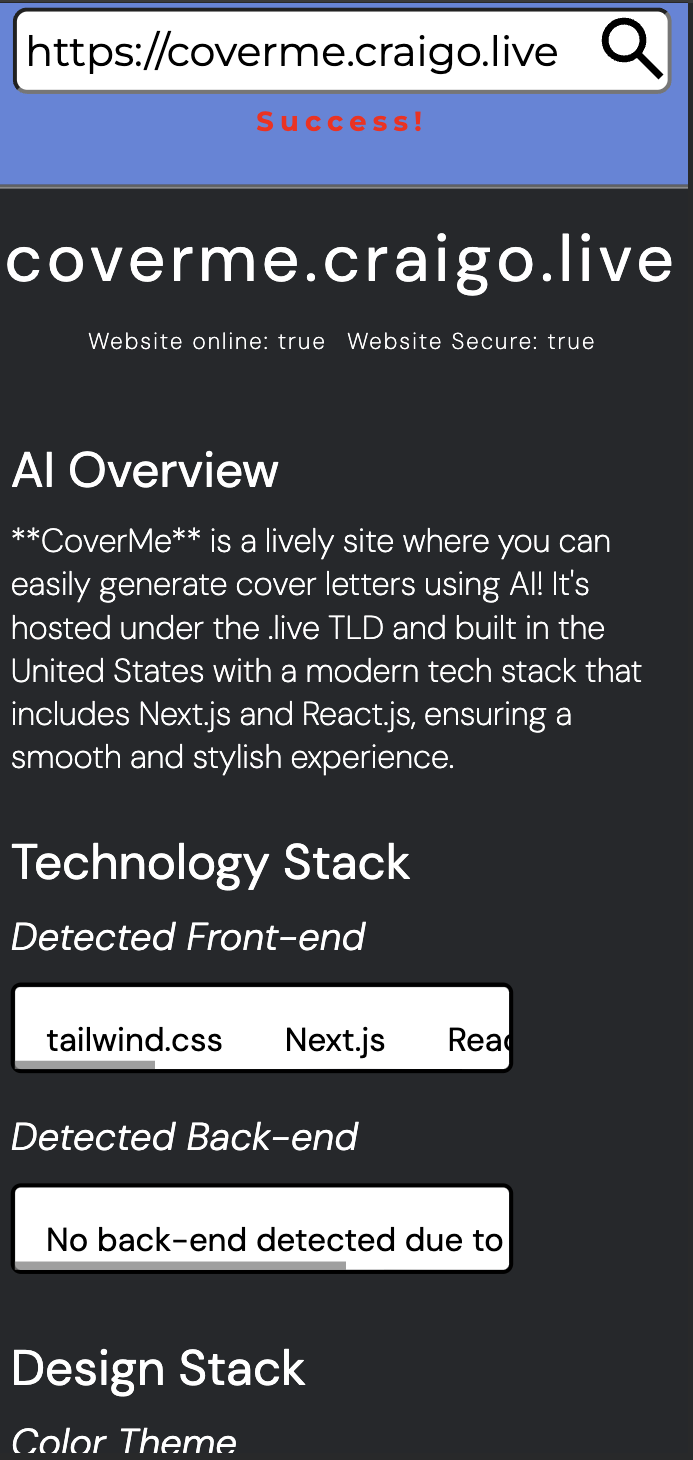 https://coverme.craigo.live
Success!
coverme.craigo.live
Website online: true Website Secure: true
AI Overview
**CoverMe** is a lively site where you can
easily generate cover letters using AI! It's
hosted under the .live TLD and built in the
United States with a modern tech stack that
includes Next.js and React.js, ensuring a
smooth and stylish experience.
Technology Stack
Detected Front-end
tailwind.css Next.js Reac
Detected Back-end
No back-end detected due to
Design Stack
Color Theme